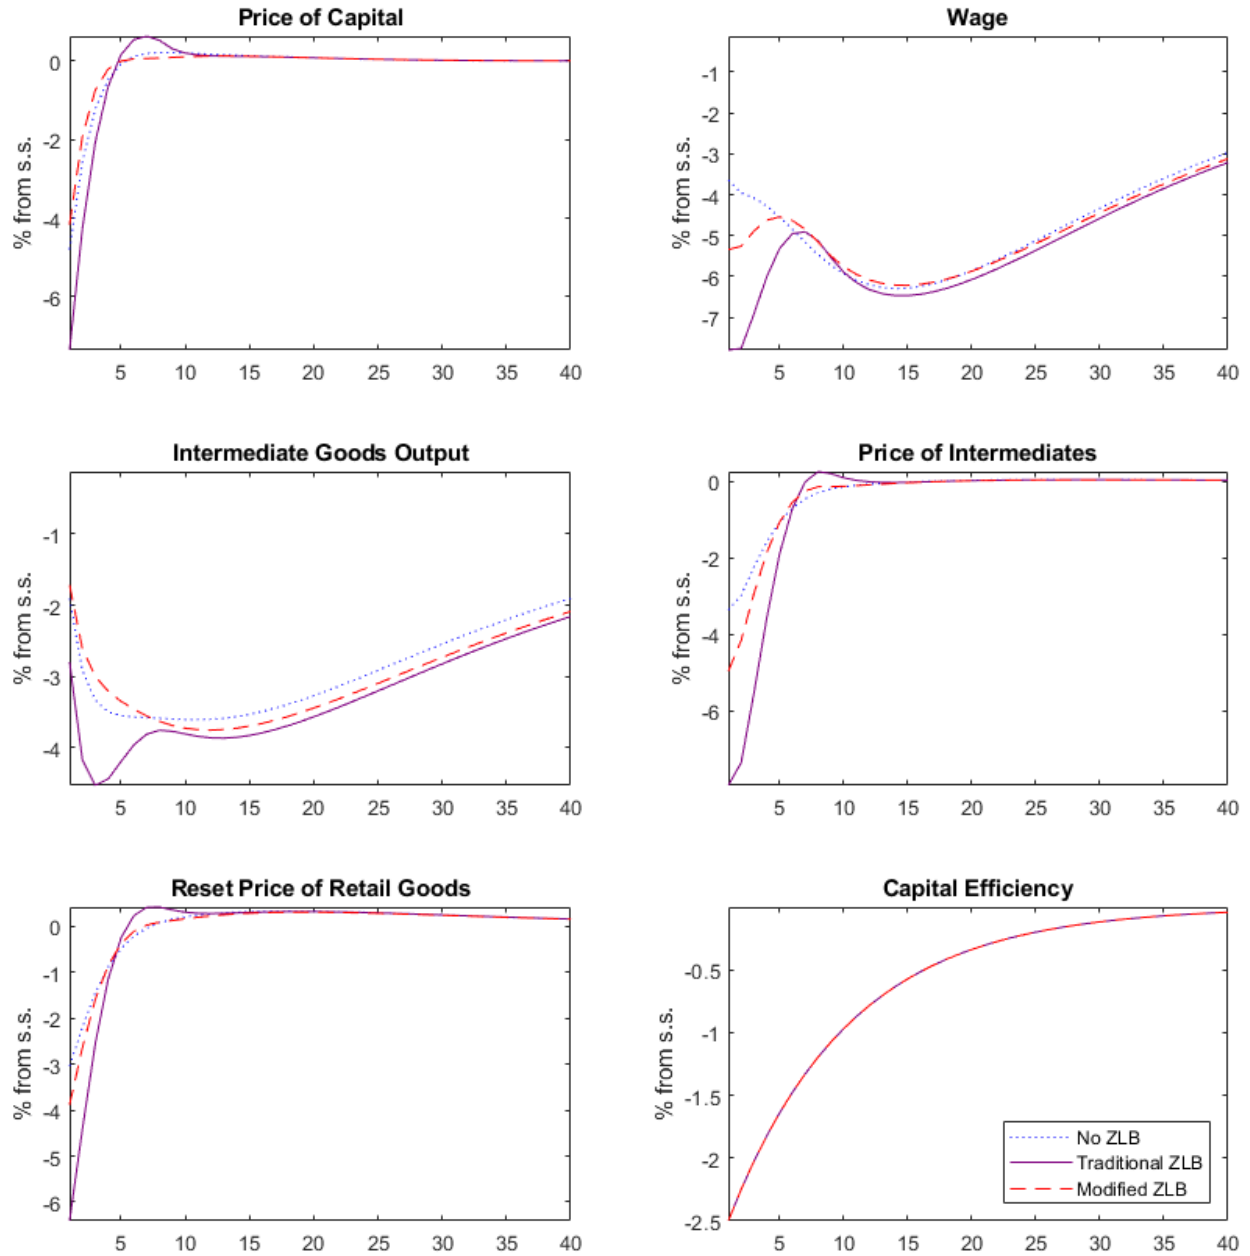 Price of Capital
0
-2
-4
-6
% from s.s.
5 10 15 20 25 30 35 40
Wage
-1
-3
-4
-5
-6
-7
% from s.s.
5 10 15 20 25 30 35 40
Intermediate Goods Output
-1
-2
-3
-4
% from s.s.
5 10 15 20 25 30 35 40
Price of Intermediates
0
-2
-4
-6
% from s.s.
5 10 15 20 25 30 35 40
Reset Price of Retail Goods
0
-1
-2
-3
-4
-5
-6
% from s.s.
5 10 15 20 25 30 35 40
Capital Efficiency
-0.5
-1
-1.5
-2
-2.5
% from s.s.
5 10 15 20 25 30 35 40
No ZLB
Traditional ZLB
Modified ZLB